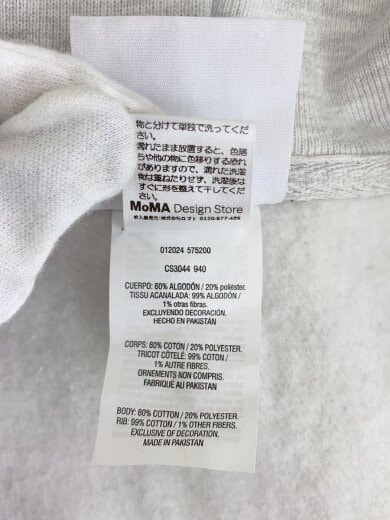 物と分けて単独で洗ってくだ
さい。
濡れたまま放置すると、色落
ちや他の物に色移りする恐れ
がありますので、濡れた洗濯
物は重ねたりせず、洗濯後は
すぐに形を整えて干してくだ
さい。
MoMA Design Store
012024 575200
CS3044 940
CUERPO: 80% ALGODÓN / 20% poliéster.
TISSU ACANALADA: 99% ALGODÓN /
1% otras fibras.
EXCLUYENDO DECORACIÓN.
HECHO EN PAKISTÁN
CORPS: 80% COTON / 20% POLYESTER.
TRICOT CÔTELÉ: 99% COTON /
1% AUTRE FIBRES.
ORNEMENTS NON COMPRIS.
FABRIQUÉ AU PAKISTAN
BODY: 80% COTTON / 20% POLYESTER.
RIB: 99% COTTON / 1% OTHER FIBERS.
EXCLUSIVE OF DECORATION.
MADE IN PAKISTAN